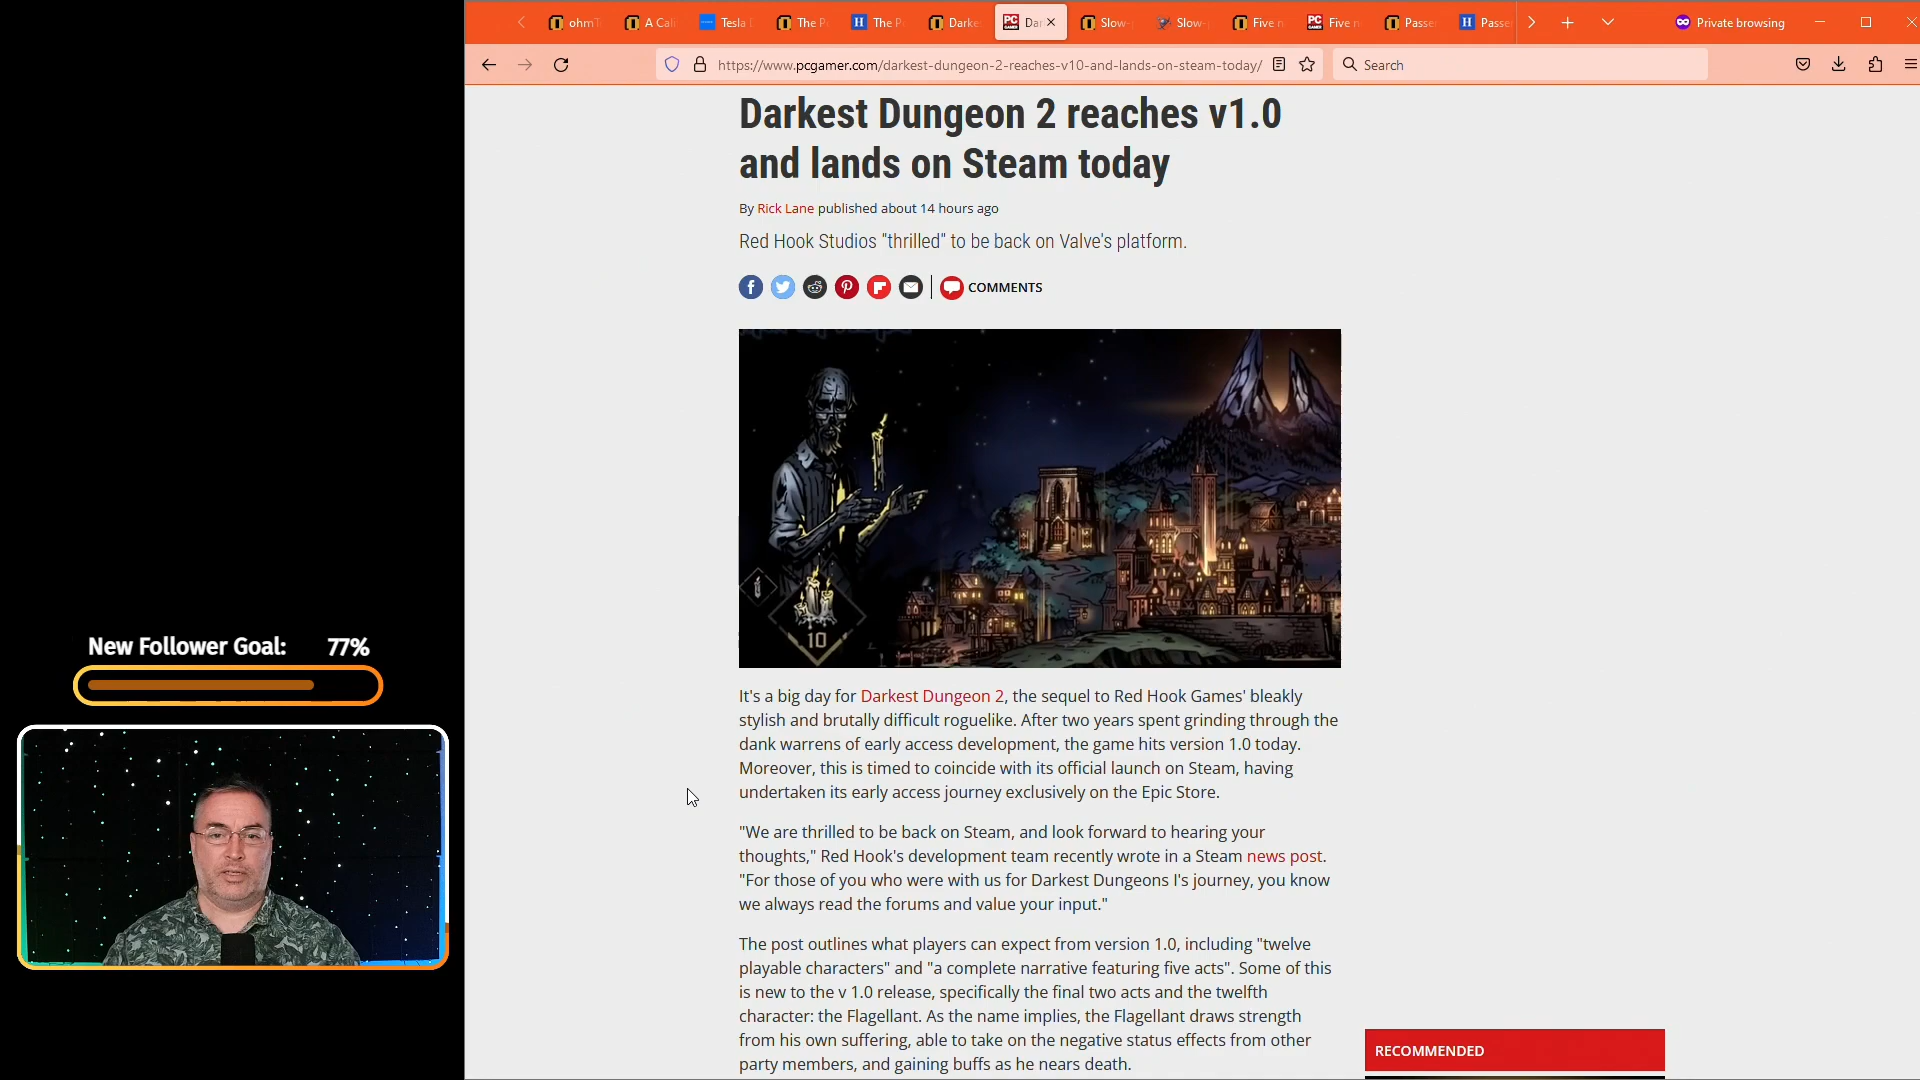 ohmT
A Cali
Tesla
The P
H
The P
Darke
PC
GAMER
Da
Slow-
Slow-
Five n
PC
GAMER
Five n
Passe
H
Passe
Private browsing
https://www.pcgamer.com/darkest-dungeon-2-reaches-v10-and-lands-on-steam-today/
Search
Darkest Dungeon 2 reaches v1.0
and lands on Steam today
By Rick Lane published about 14 hours ago
Red Hook Studios "thrilled" to be back on Valve's platform.
COMMENTS
10
It's a big day for Darkest Dungeon 2, the sequel to Red Hook Games' bleakly
stylish and brutally difficult roguelike. After two years spent grinding through the
dank warrens of early access development, the game hits version 1.0 today.
Moreover, this is timed to coincide with its official launch on Steam, having
undertaken its early access journey exclusively on the Epic Store.
"We are thrilled to be back on Steam, and look forward to hearing your
thoughts," Red Hook's development team recently wrote in a Steam news post.
"For those of you who were with us for Darkest Dungeons I's journey, you know
we always read the forums and value your input."
The post outlines what players can expect from version 1.0, including "twelve
playable characters" and "a complete narrative featuring five acts". Some of this
is new to the v 1.0 release, specifically the final two acts and the twelfth
character: the Flagellant. As the name implies, the Flagellant draws strength
from his own suffering, able to take on the negative status effects from other
party members, and gaining buffs as he nears death.
RECOMMENDED
New Follower Goal: 77%